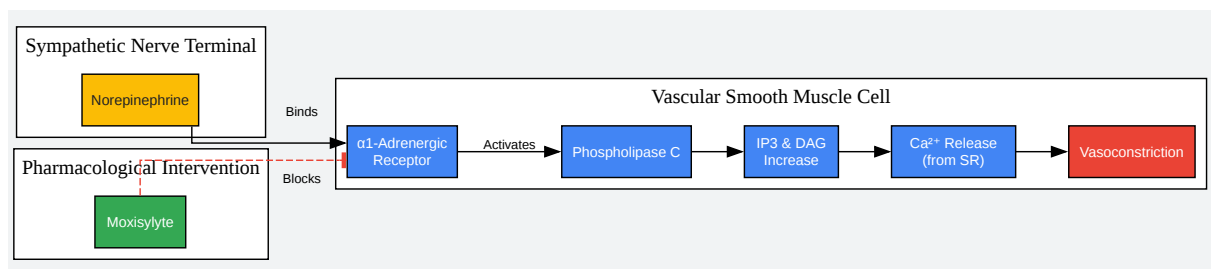 Sympathetic Nerve Terminal
Norepinephrine
Binds
Pharmacological Intervention
Moxisylyte
Blocks
Vascular Smooth Muscle Cell
α1-Adrenergic
Receptor
Activates
Phospholipase C
IP3 & DAG
Increase
Ca²⁺ Release
(from SR)
Vasoconstriction